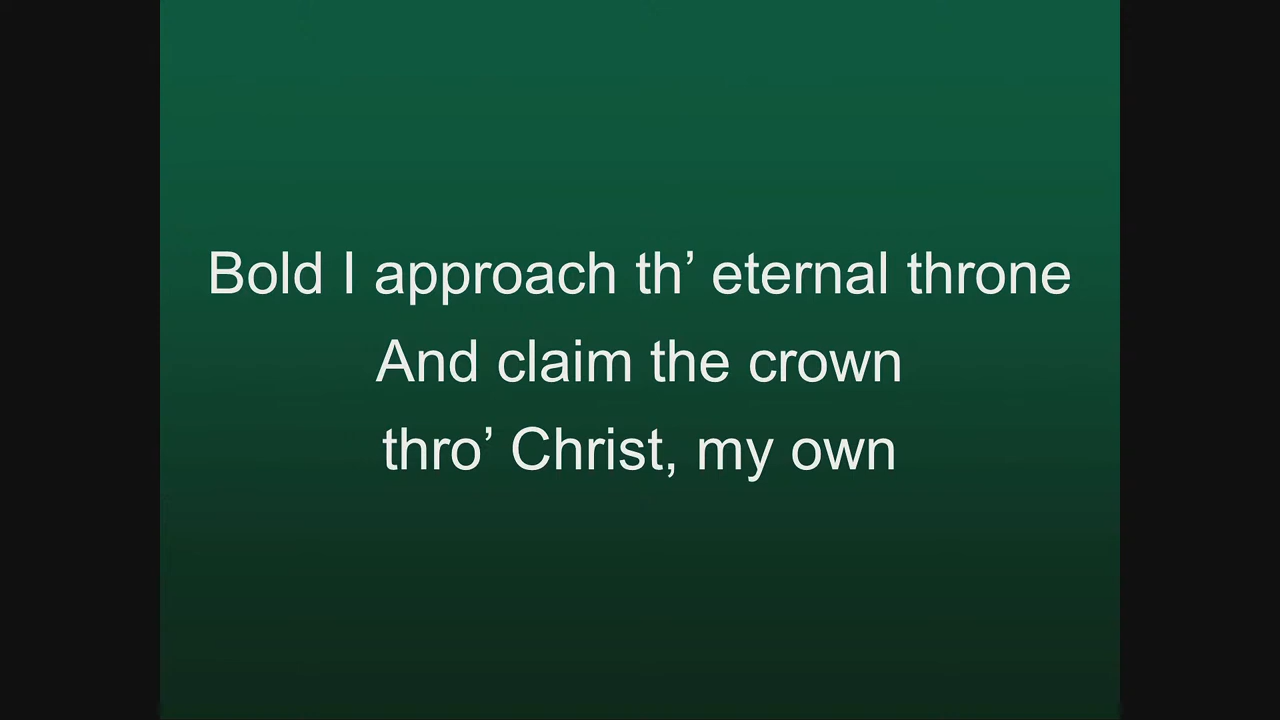 Bold I approach th’ eternal throne
And claim the crown
thro’ Christ, my own